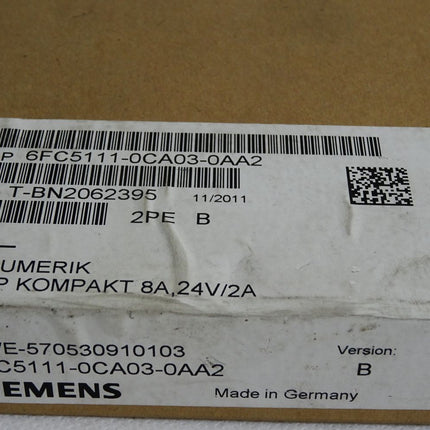 P 6FC5111-0CA03-0AA2
T-BN2062395 11/2011
2PE B
UMERIK
P KOMPAKT 8A,24V/2A
E-570530910103 Version:
C5111-0CA03-0AA2 B
EMENS Made in Germany